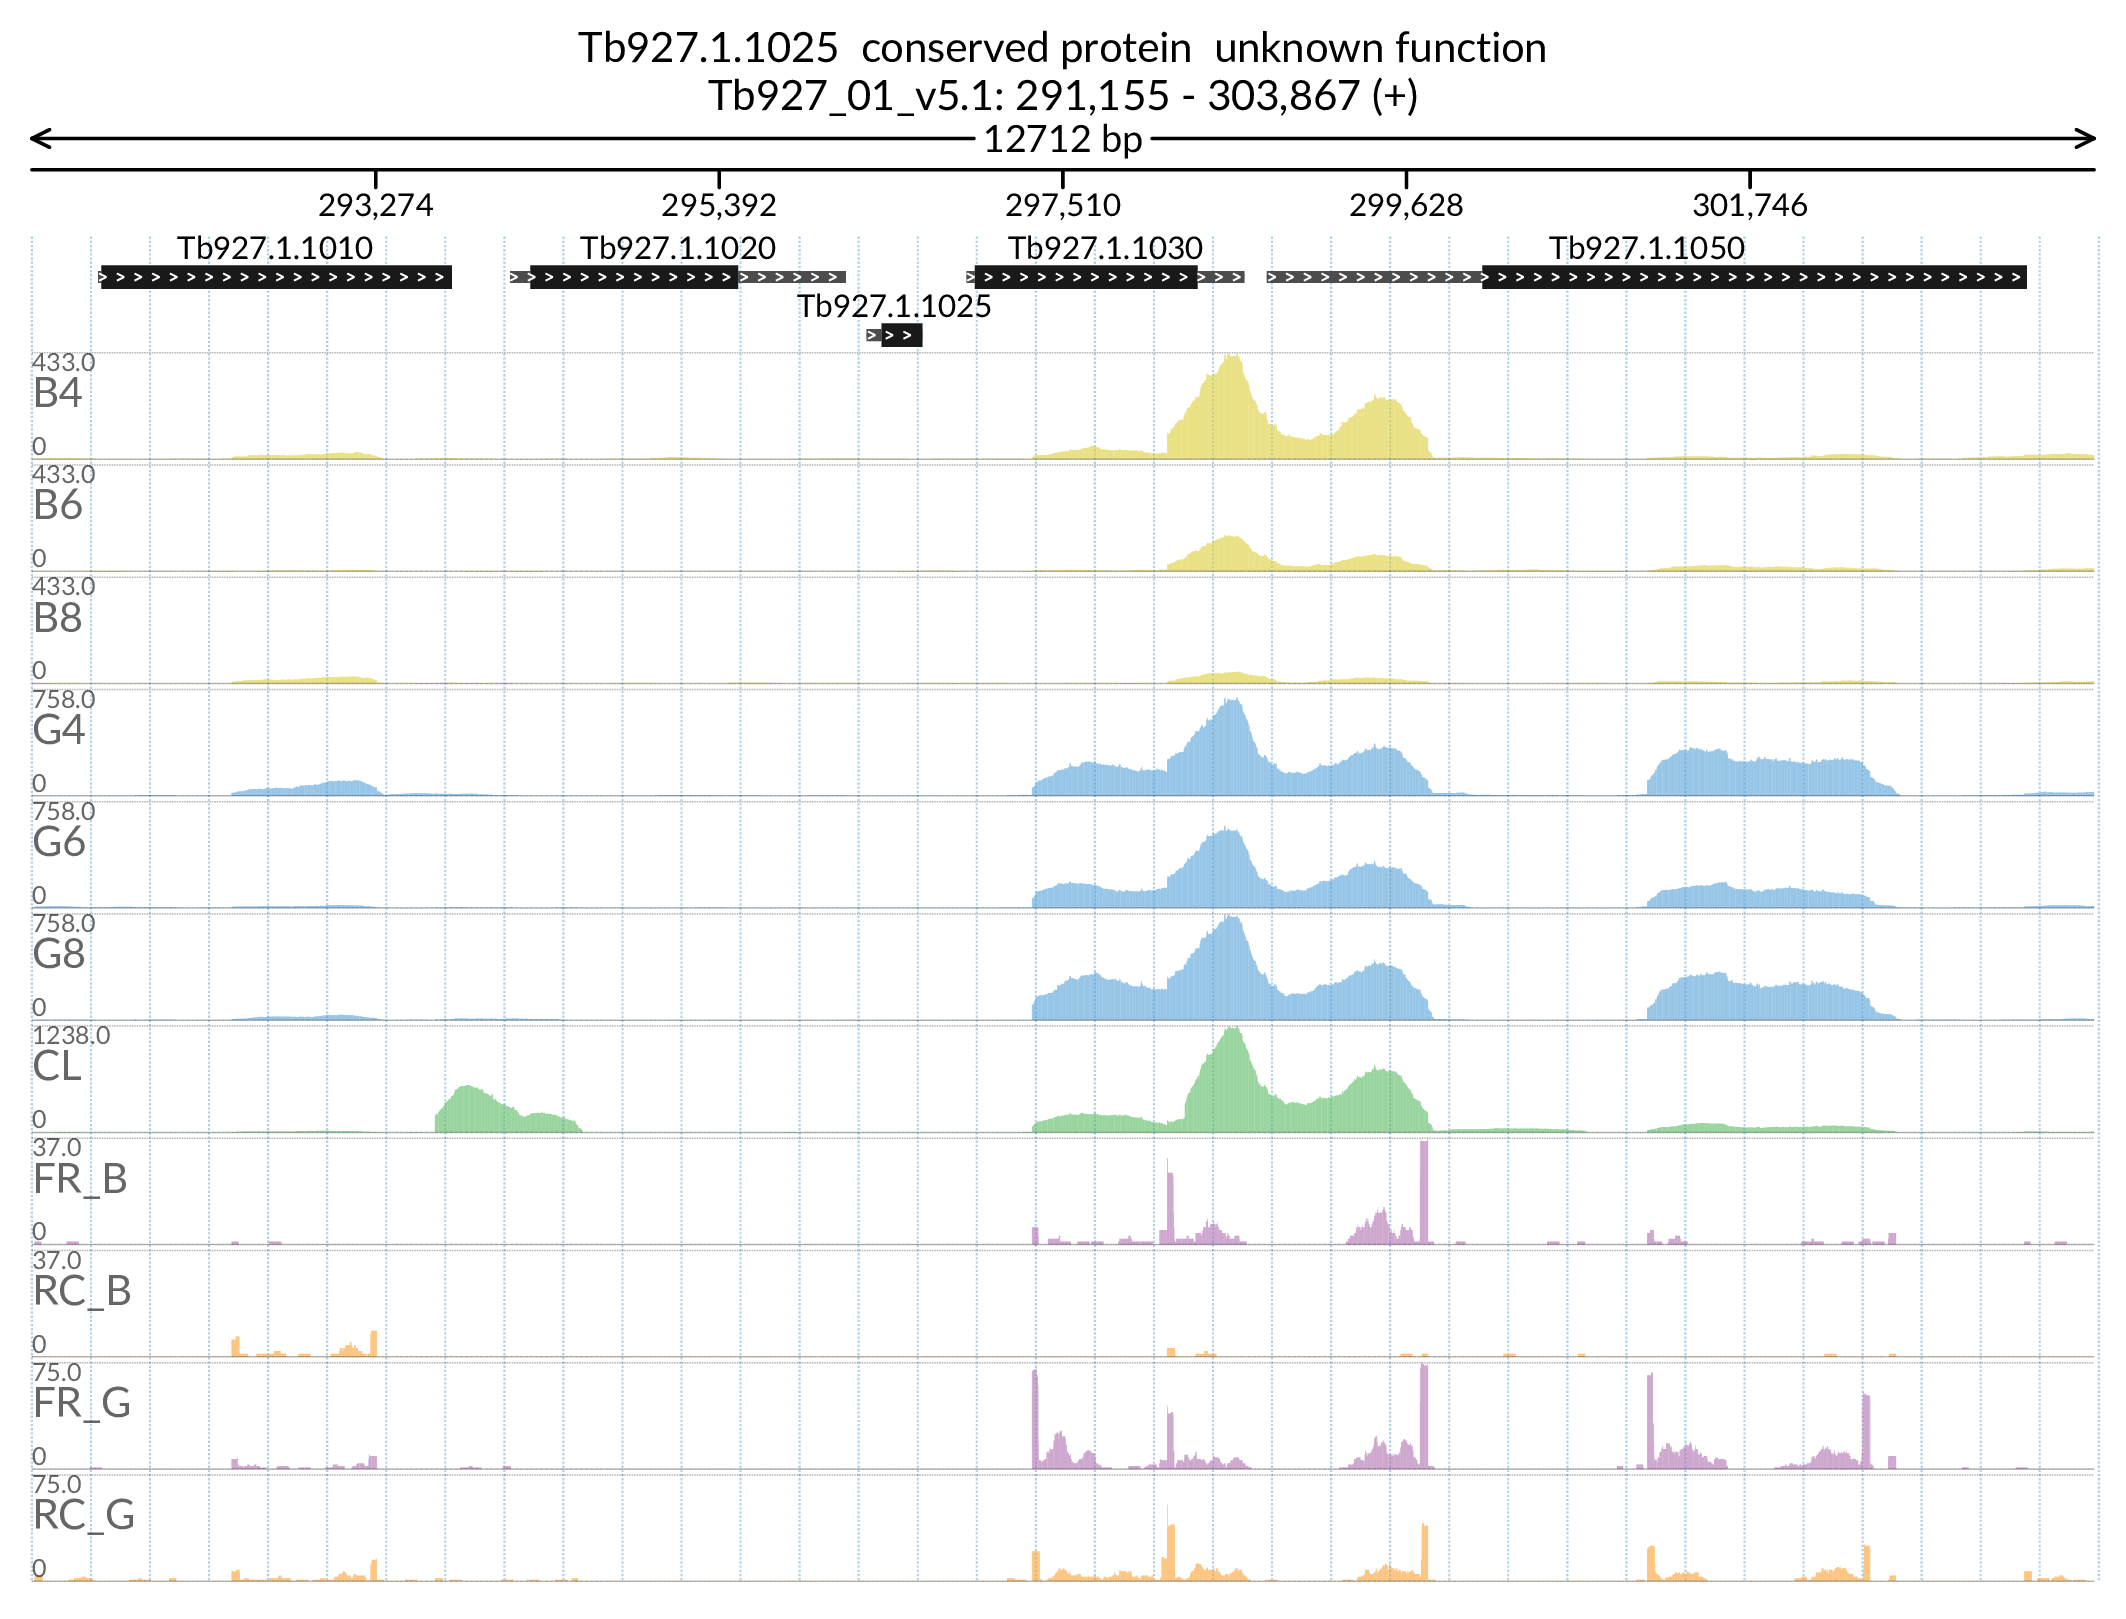 Tb927.1.1025  conserved protein  unknown function
Tb927_01_v5.1: 291,155 - 303,867 (+)
12712 bp
293,274 295,392 297,510 299,628 301,746
Tb927.1.1010 Tb927.1.1020 Tb927.1.1030 Tb927.1.1050
Tb927.1.1025
433.0
B4
0
433.0
B6
0
433.0
B8
0
758.0
G4
0
758.0
G6
0
758.0
G8
0
1238.0
CL
0
37.0
FR_B
0
37.0
RC_B
0
75.0
FR_G
0
75.0
RC_G
0